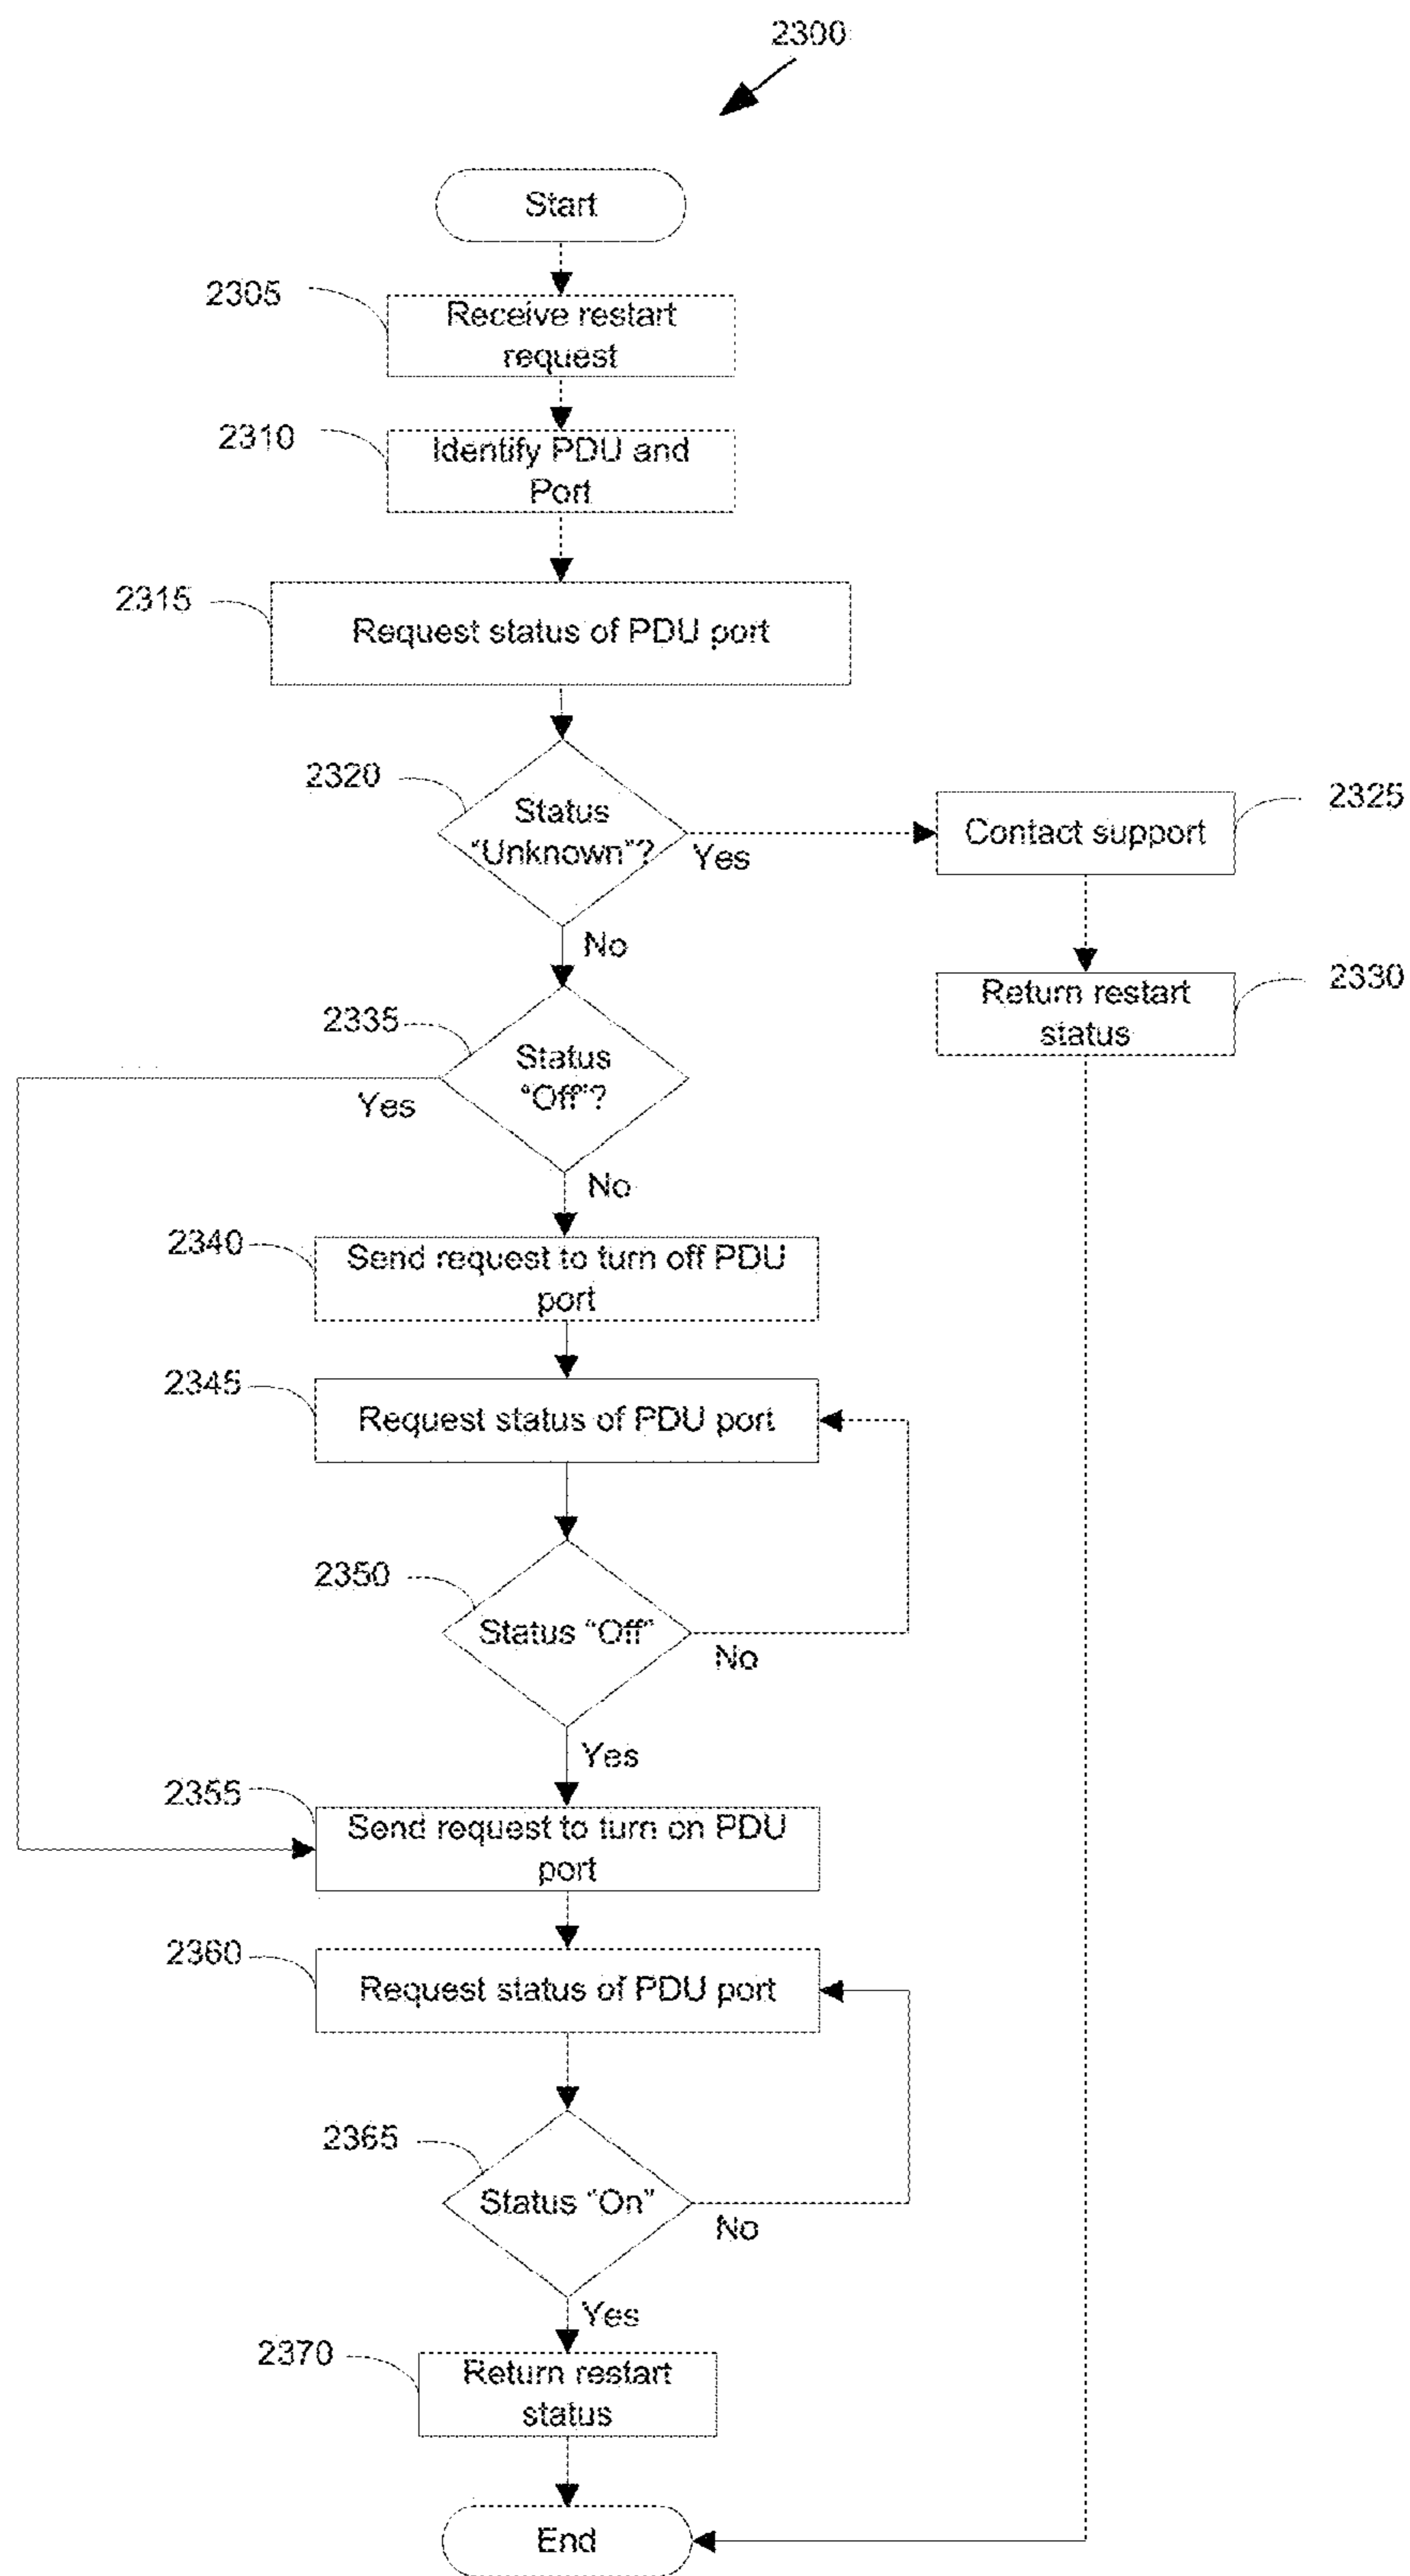 2300
Start
2305
Receive restart
request
2310
Identify PDU and
Port
2315
Request status of PDU port
2320
Status
"Unknown"?
Yes
Contact support
2325
No
Return restart
status
2330
2335
Status
"Off"?
Yes
No
2340
Send request to turn off PDU
port
2345
Request status of PDU port
2350
Status "Off"
No
Yes
2355
Send request to turn on PDU
port
2360
Request status of PDU port
2365
Status "On"
No
Yes
2370
Return restart
status
End